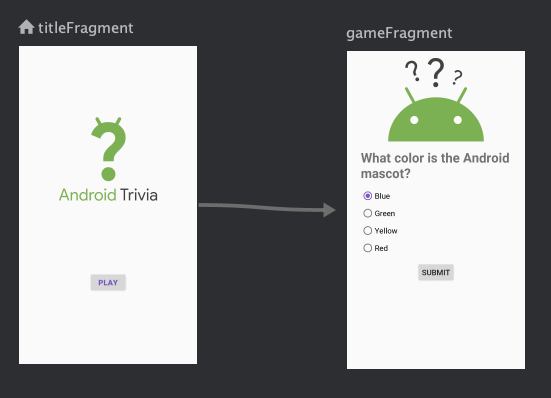 titleFragment
Android Trivia
PLAY
gameFragment
? ? ?
What color is the Android
mascot?
Blue
Green
Yellow
Red
SUBMIT